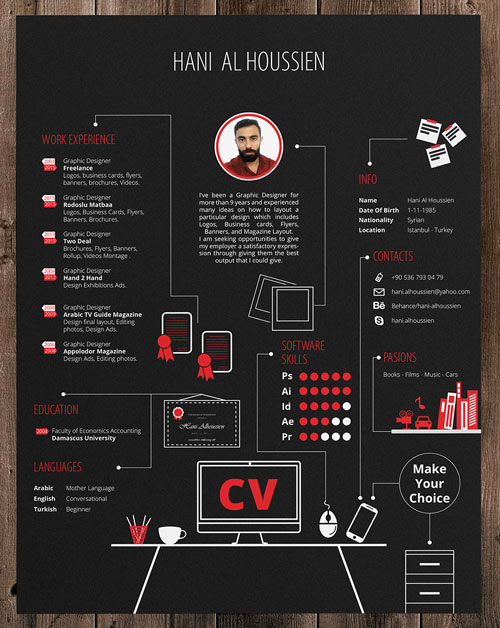 HANI AL HOUSSIEN
WORK EXPERIENCE
Graphic Designer
2015
Freelance
Logos, business cards, flyers,
banners, brochures, Videos.
Graphic Designer
2015
Rodoslu Matbaa
Logos, Business Cards, Flyers,
Banners, Brochures.
Graphic Designer
2015
Two Deal
Brochures, Flyers, Banners,
Rollup, Videos Montage
Graphic Designer
Hand 2 Hand
Design Exhibitions Ads.
Graphic Designer
2009
Arabic TV Guide Magazine
Design final layout, Editing
photos, Design Ads.
Graphic Designer
2008
Appolodor Magazine
Design Ads, Editing photos.
I've been a Graphic Designer for
more than 9 years and experienced
many ideas on how to layout a
particular design which includes
Logos, Business cards, Flyers,
Banners, and Magazine Layout.
I am seeking opportunities to give
my employer a satisfactory expres-
sion through giving them the best
output that I could give.
INFO
Name Hani Al Houssien
Date Of Birth 1-11-1985
Nationality Syrian
Location Istanbul - Turkey
CONTACTS
+90 536 793 04 79
hani.alhoussien@yahoo.com
Bē Behance/hani-alhoussien
hani.alhoussien
SOFTWARE
SKILLS
Ps
Ai
Id
Ae
Pr
PASIONS
Books - Films - Music - Cars
EDUCATION
2008 Faculty of Economics Accounting
Damascus University
Hani Alhoussien
LANGUAGES
Arabic Mother Language
English Conversational
Turkish Beginner
CV
Make
Your
Choice